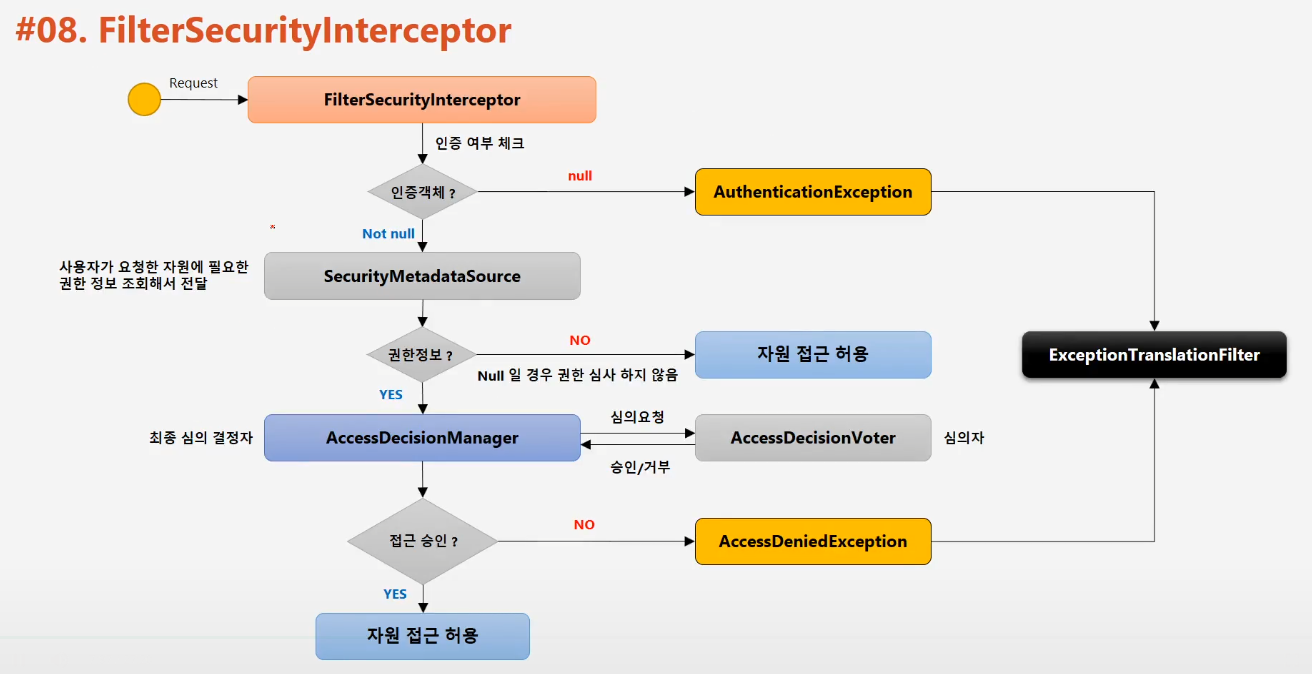 #08. FilterSecurityInterceptor
Request
FilterSecurityInterceptor
인증 여부 체크
인증객체 ?
null
AuthenticationException
Not null
사용자가 요청한 자원에 필요한
권한 정보 조회해서 전달
SecurityMetadataSource
권한정보 ?
NO
Null 일 경우 권한 심사 하지 않음
자원 접근 허용
ExceptionTranslationFilter
YES
최종 심의 결정자
AccessDecisionManager
심의요청
승인/거부
AccessDecisionVoter
심의자
접근 승인 ?
NO
AccessDeniedException
YES
자원 접근 허용